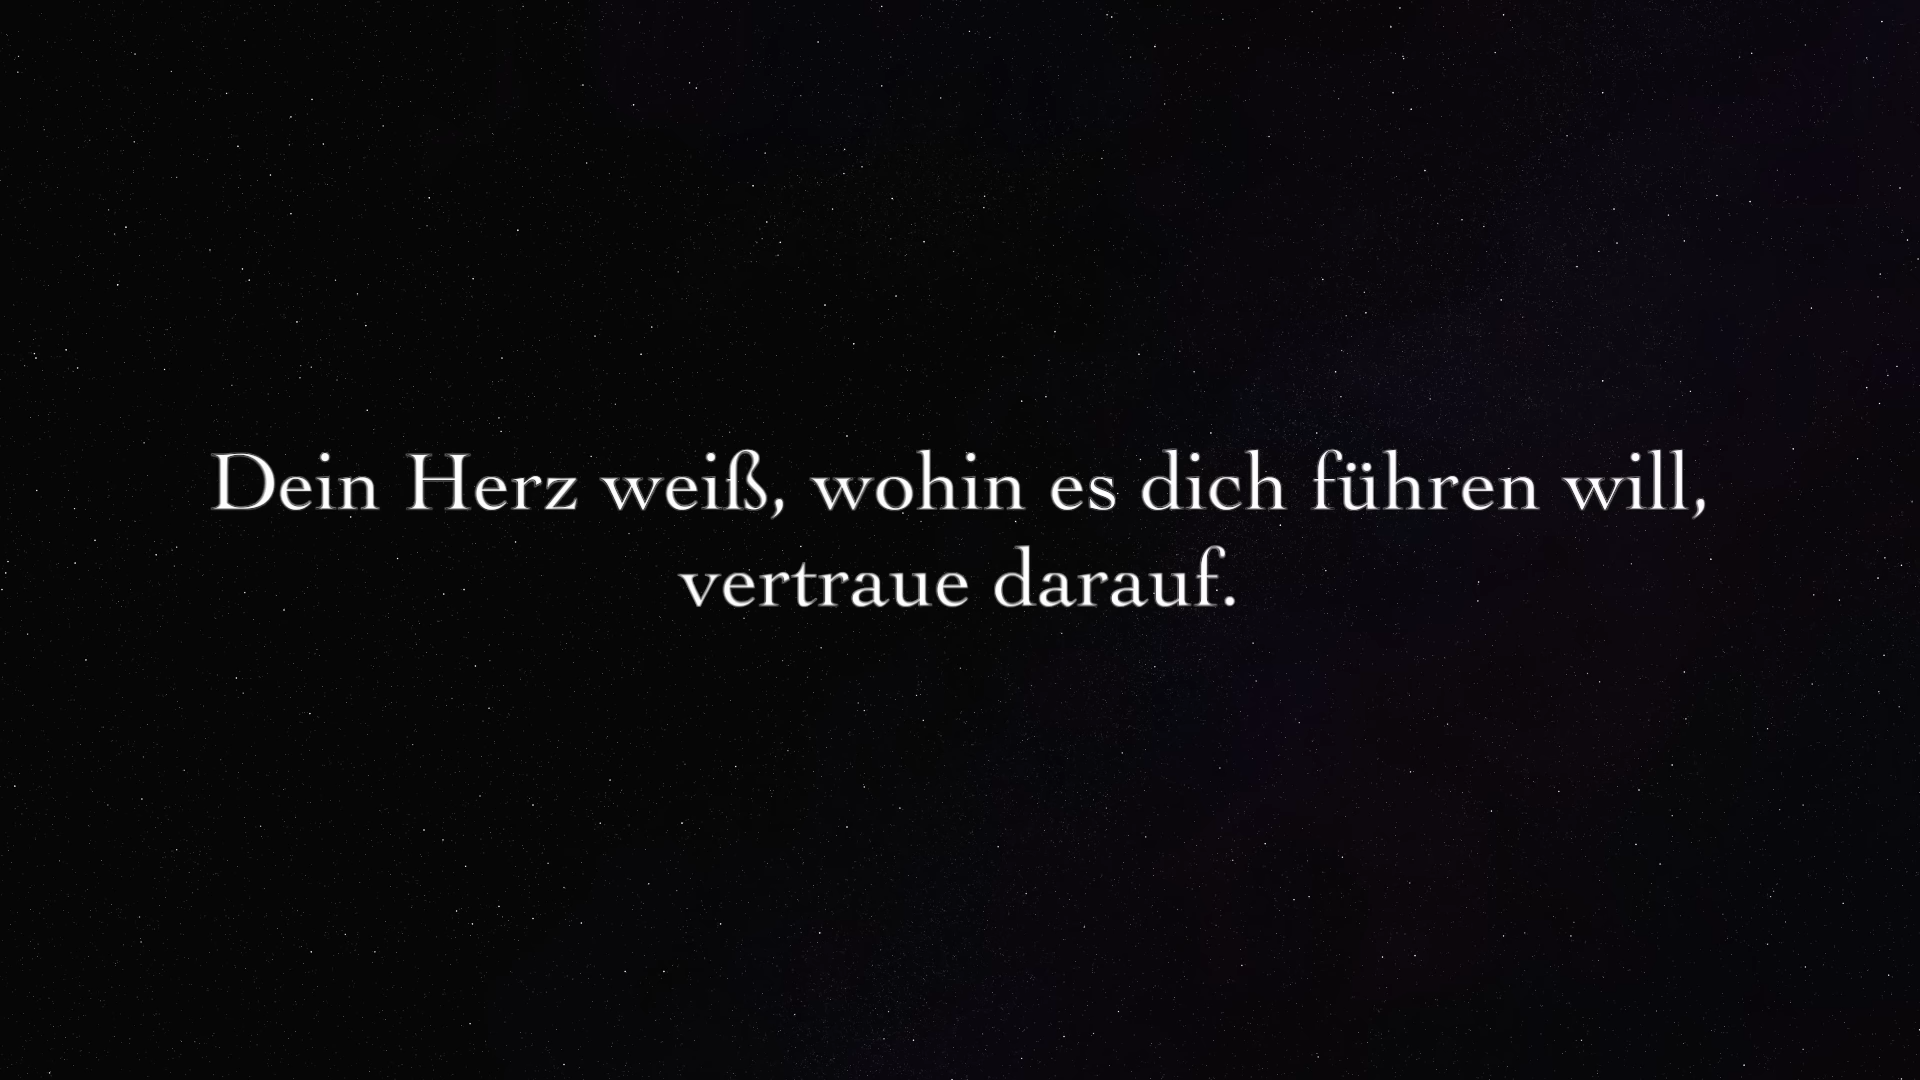 Dein Herz weiß, wohin es dich führen will,
vertraue darauf.